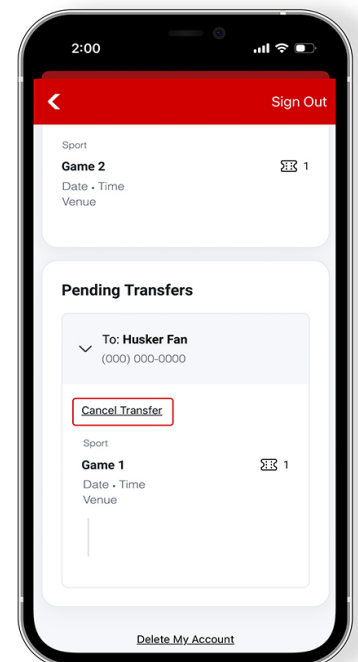 2:00
Sign Out
Sport
Game 2
1
Date • Time
Venue
Pending Transfers
To: Husker Fan
(000) 000-0000
Cancel Transfer
Sport
Game 1
1
Date • Time
Venue
Delete My Account